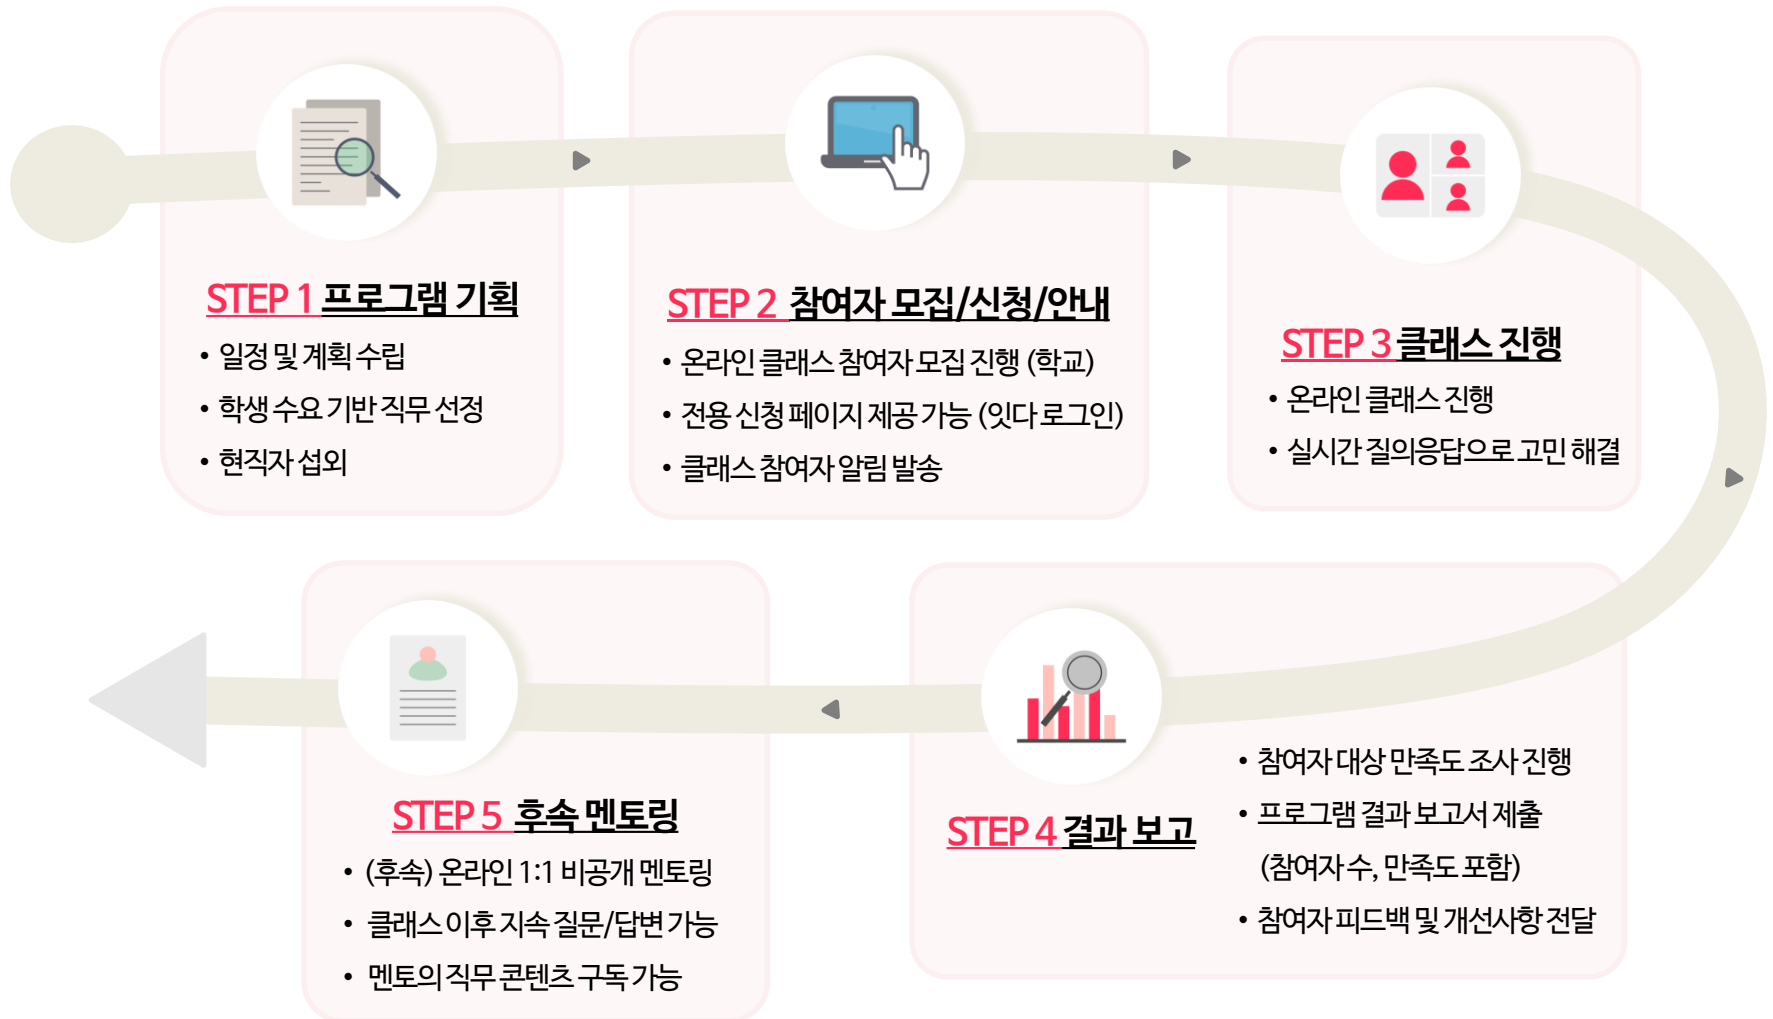 STEP 1 프로그램 기획
• 일정 및 계획 수립
• 학생 수요 기반 직무 선정
• 현직자 섭외
STEP 2 참여자 모집/신청/안내
• 온라인 클래스 참여자 모집 진행 (학교)
• 전용 신청 페이지 제공 가능 (잇다 로그인)
• 클래스 참여자 알림 발송
STEP 3 클래스 진행
• 온라인 클래스 진행
• 실시간 질의응답으로 고민 해결
STEP 4 결과 보고
• 참여자 대상 만족도 조사 진행
• 프로그램 결과 보고서 제출
(참여자 수, 만족도 포함)
• 참여자 피드백 및 개선사항 전달
STEP 5 후속 멘토링
• (후속) 온라인 1:1 비공개 멘토링
• 클래스 이후 지속 질문/답변 가능
• 멘토의 직무 콘텐츠 구독 가능